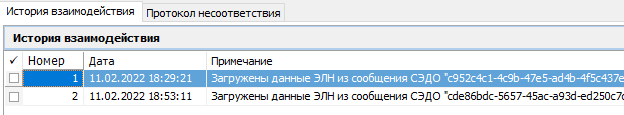 История взаимодействия Протокол несоответствия
История взаимодействия
✓ Номер Дата Примечание
1 11.02.2022 18:29:21 Загружены данные ЭЛН из сообщения СЭДО "c952c4c1-4c9b-47e5-ad4b-4f5c437e
2 11.02.2022 18:53:11 Загружены данные ЭЛН из сообщения СЭДО "cde86bdc-5657-45ac-a93d-ed250c7c